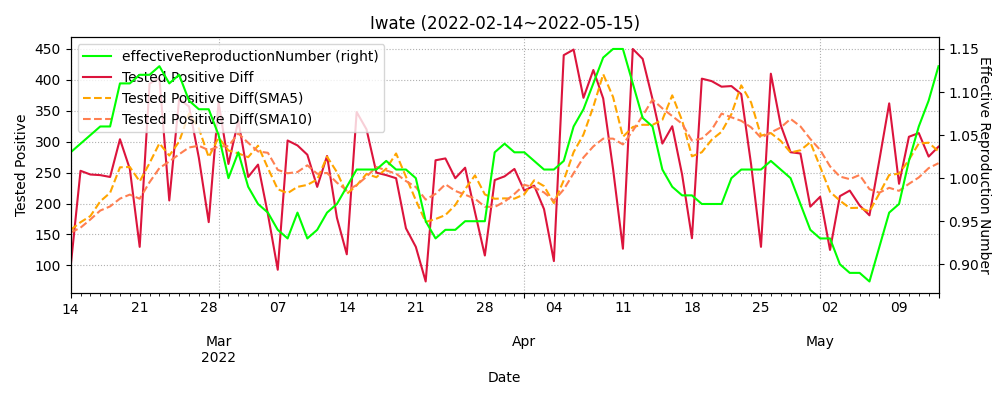 Iwate (2022-02-14~2022-05-15)
effectiveReproductionNumber (right)
Tested Positive Diff
Tested Positive Diff(SMA5)
Tested Positive Diff(SMA10)
Tested Positive
450
400
350
300
250
200
150
100
1.15
1.10
1.05
1.00
0.95
0.90
Effective Reproduction Number
14 21 28 07 14 21 28 04 11 18 25 02 09
Mar Apr May
2022
Date